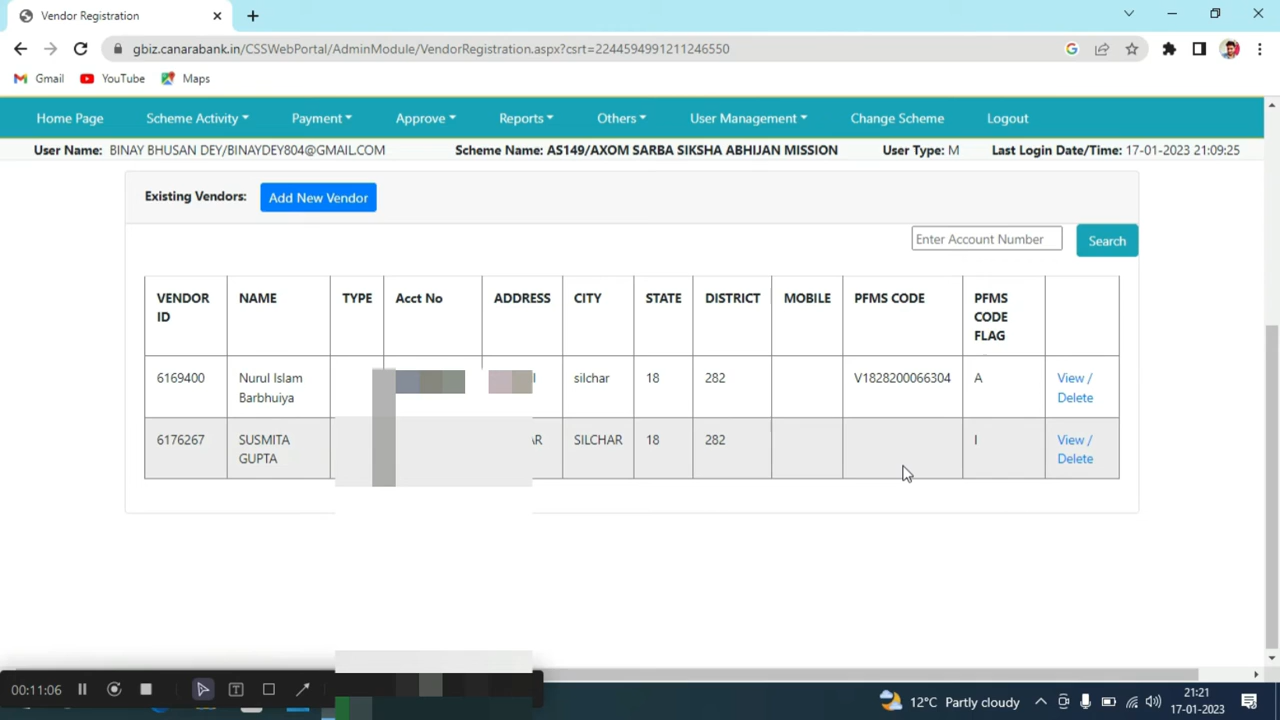 Vendor Registration
gbiz.canarabank.in/CSSWebPortal/AdminModule/VendorRegistration.aspx?csrt=2244594991211246550
Gmail YouTube Maps
Home Page Scheme Activity Payment Approve Reports Others User Management Change Scheme Logout
User Name: BINAY BHUSAN DEY/BINAYDEY804@GMAIL.COM Scheme Name: AS149/AXOM SARBA SIKSHA ABHIJAN MISSION User Type: M Last Login Date/Time: 17-01-2023 21:09:25
Existing Vendors: Add New Vendor
Enter Account Number Search
VENDOR ID NAME TYPE Acct No ADDRESS CITY STATE DISTRICT MOBILE PFMS CODE PFMS CODE FLAG
6169400 Nurul Islam Barbhuiya silchar 18 282 V1828200066304 A View / Delete
6176267 SUSMITA GUPTA AR SILCHAR 18 282 I View / Delete
00:11:06
12°C Partly cloudy
21:21
17-01-2023